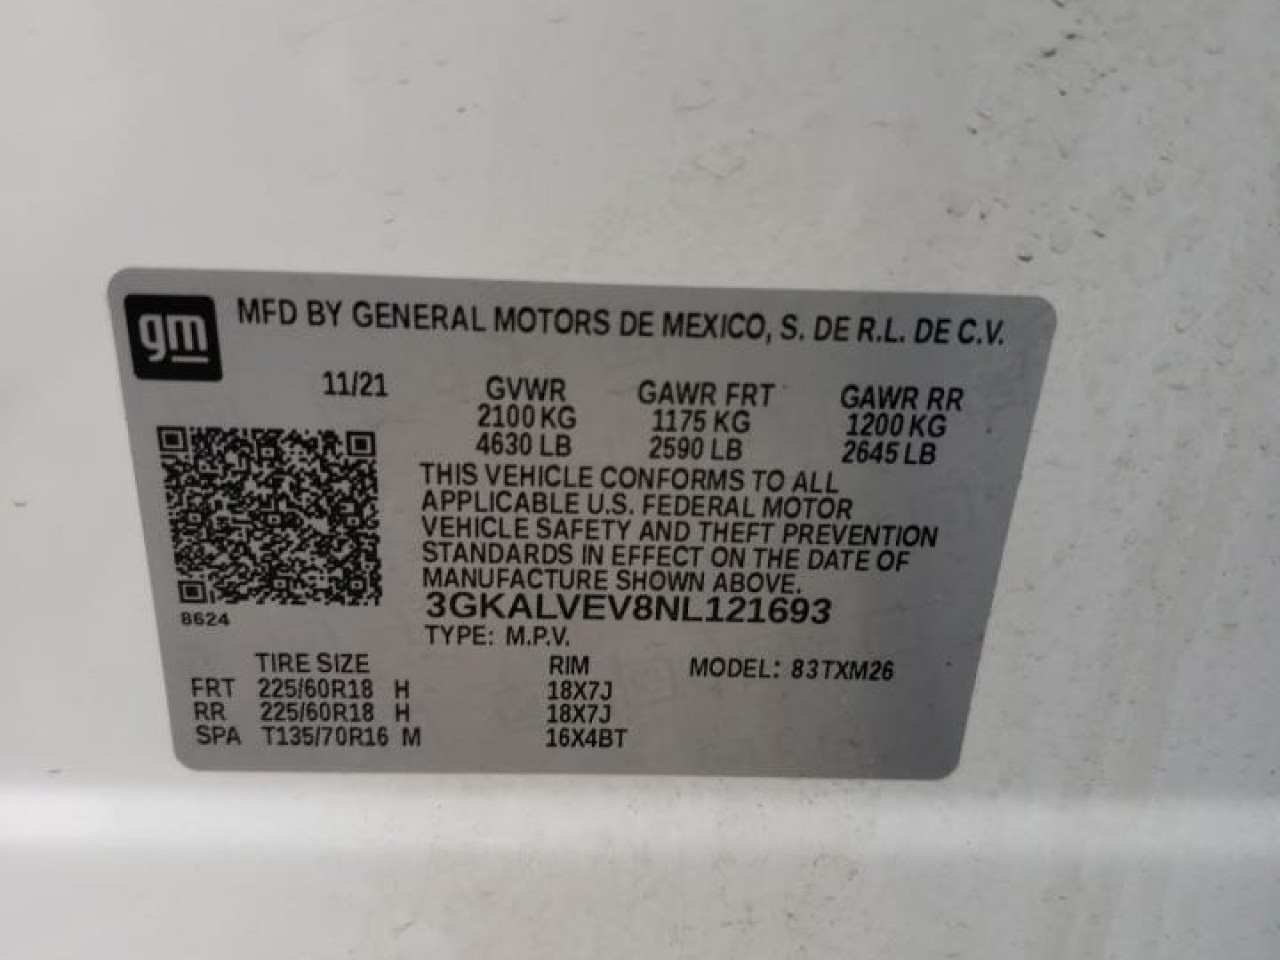 gm
MFD BY GENERAL MOTORS DE MEXICO, S. DE R.L. DE C.V.
11/21 GVWR GAWR FRT GAWR RR
2100 KG 1175 KG 1200 KG
4630 LB 2590 LB 2645 LB
THIS VEHICLE CONFORMS TO ALL
APPLICABLE U.S. FEDERAL MOTOR
VEHICLE SAFETY AND THEFT PREVENTION
STANDARDS IN EFFECT ON THE DATE OF
MANUFACTURE SHOWN ABOVE.
3GKALVEV8NL121693
8624
TYPE: M.P.V.
TIRE SIZE RIM MODEL: 83TXM26
FRT 225/60R18 H 18X7J
RR 225/60R18 H 18X7J
SPA T135/70R16 M 16X4BT